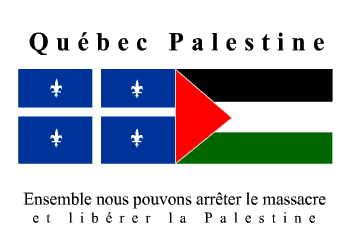 Québec Palestine
Ensemble nous pouvons arrêter le massacre
et libérer la Palestine